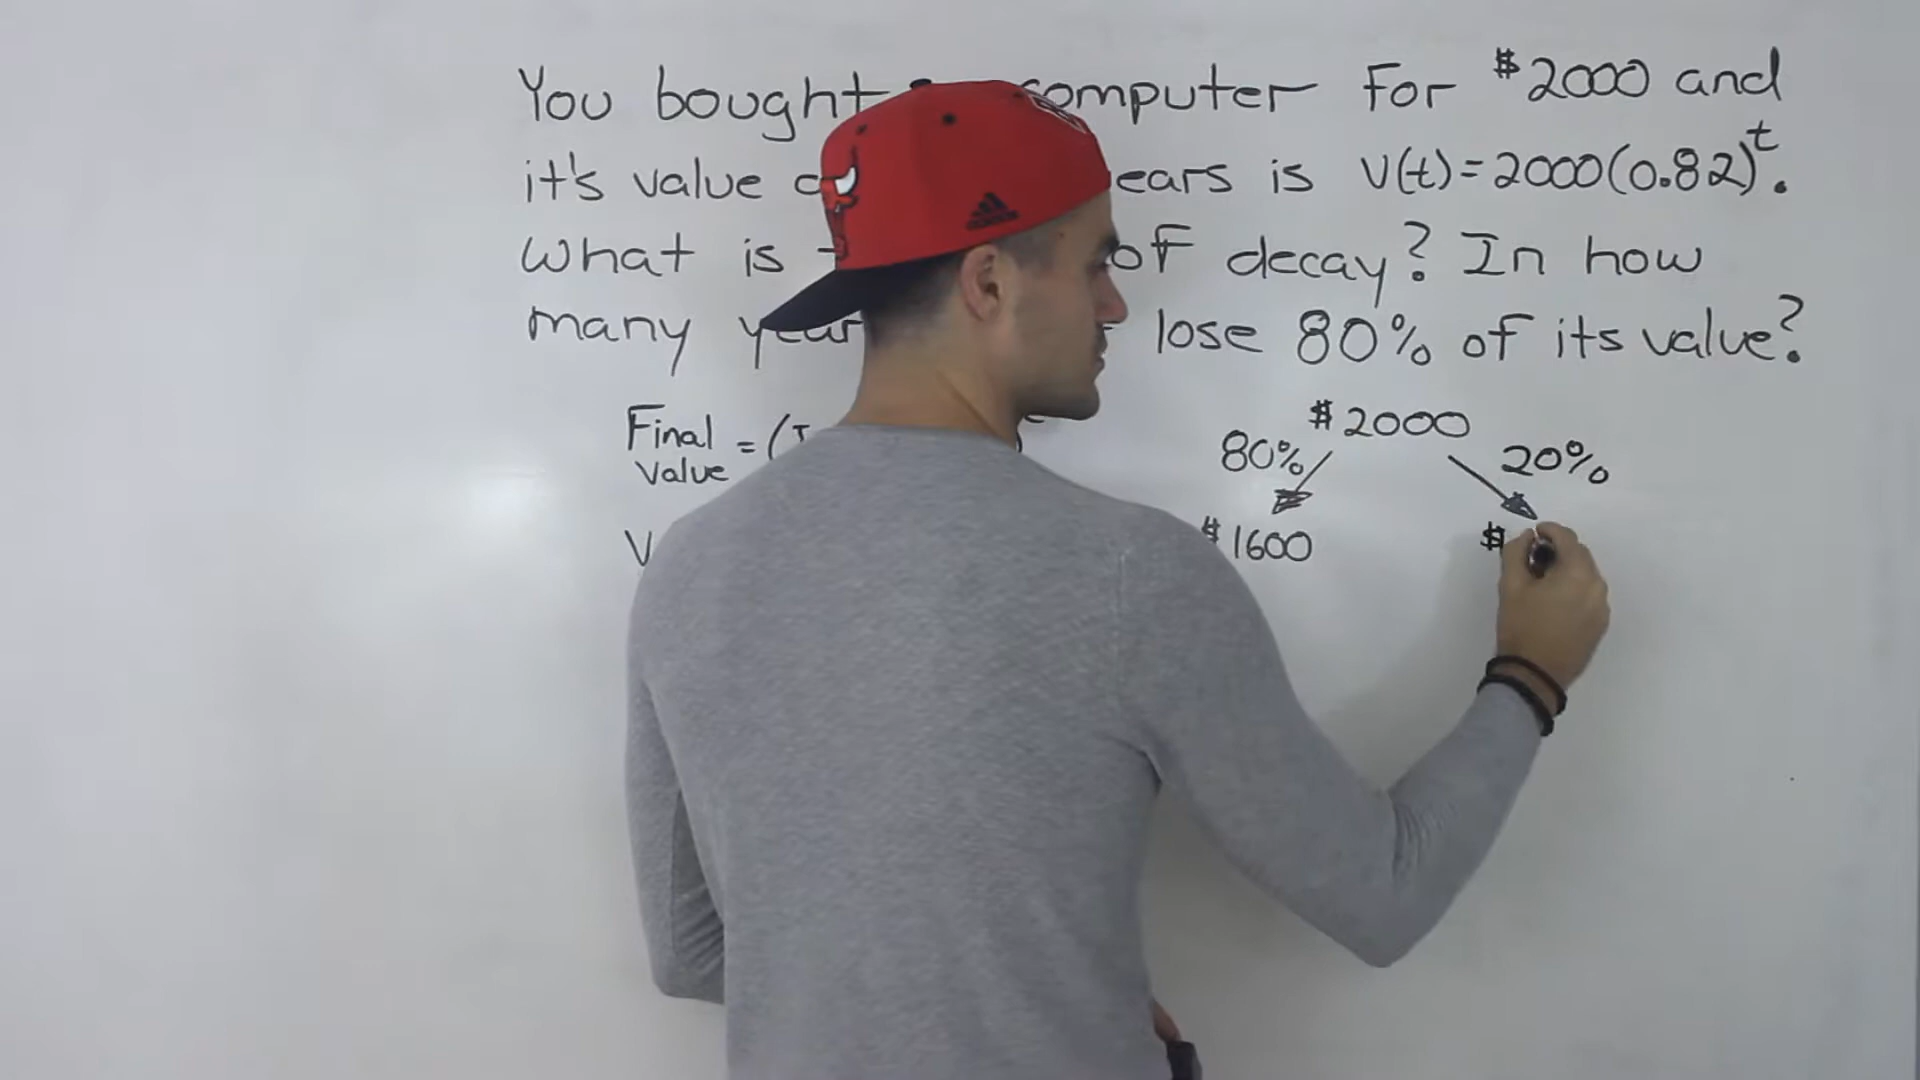 You bought computer for $2000 and
it's value is V(t)=2000(0.82)^t.
What is of decay? In how
many lose 80% of its value?
Final = (
Value
$2000
80% 20%
V $1600 $
adidas